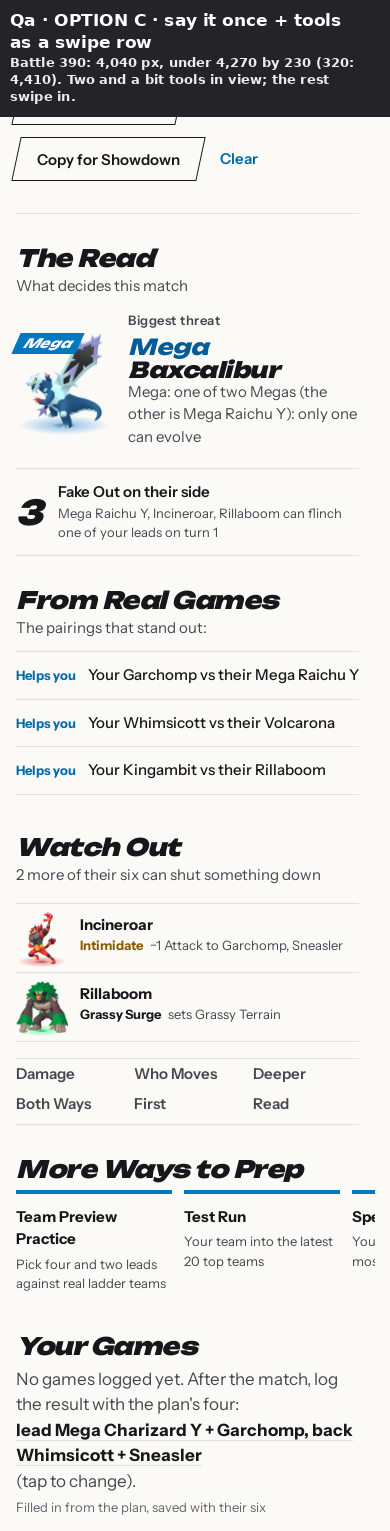 Qa · OPTION C · say it once + tools
as a swipe row
Battle 390: 4,040 px, under 4,270 by 230 (320:
4,410). Two and a bit tools in view; the rest
swipe in.
Copy for Showdown
Clear
The Read
What decides this match
Biggest threat
Mega
Mega
Baxcalibur
Mega: one of two Megas (the
other is Mega Raichu Y): only one
can evolve
3
Fake Out on their side
Mega Raichu Y, Incineroar, Rillaboom can flinch
one of your leads on turn 1
From Real Games
The pairings that stand out:
Helps you Your Garchomp vs their Mega Raichu Y
Helps you Your Whimsicott vs their Volcarona
Helps you Your Kingambit vs their Rillaboom
Watch Out
2 more of their six can shut something down
Incineroar
Intimidate −1 Attack to Garchomp, Sneasler
Rillaboom
Grassy Surge sets Grassy Terrain
Damage Who Moves Deeper
Both Ways First Read
More Ways to Prep
Team Preview
Practice
Pick four and two leads
against real ladder teams
Test Run
Your team into the latest
20 top teams
Your Games
No games logged yet. After the match, log
the result with the plan's four:
lead Mega Charizard Y + Garchomp, back
Whimsicott + Sneasler
(tap to change).
Filled in from the plan, saved with their six